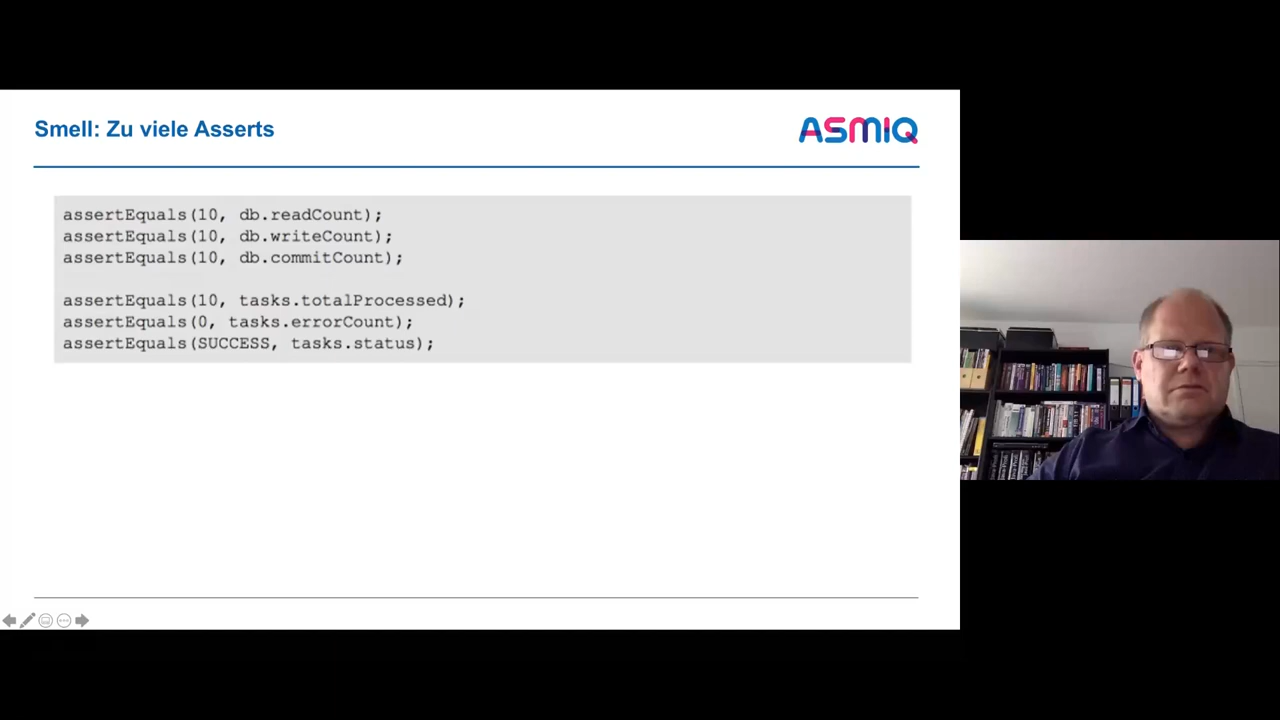 Smell: Zu viele Asserts
ASMIQ
assertEquals(10, db.readCount);
assertEquals(10, db.writeCount);
assertEquals(10, db.commitCount);
assertEquals(10, tasks.totalProcessed);
assertEquals(0, tasks.errorCount);
assertEquals(SUCCESS, tasks.status);